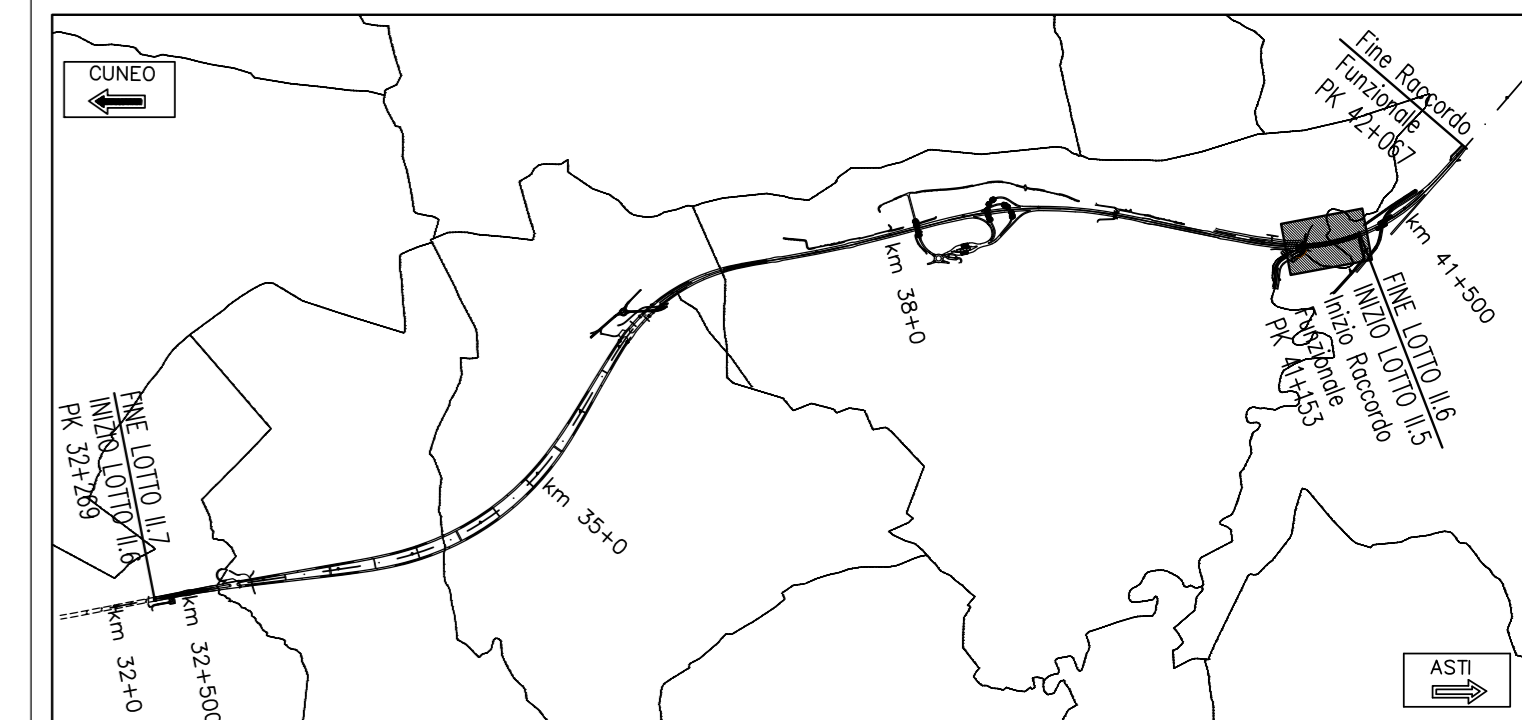 CUNEO
Fine Raccordo
Funzionale
PK 42+067
km 41+500
FINE LOTTO II.6
INIZIO LOTTO II.5
Inizio Raccordo
Funzionale
PK 41+153
km 38+0
km 35+0
FINE LOTTO II.7
INIZIO LOTTO II.6
PK 32+269
km 32+500
km 32+0
ASTI